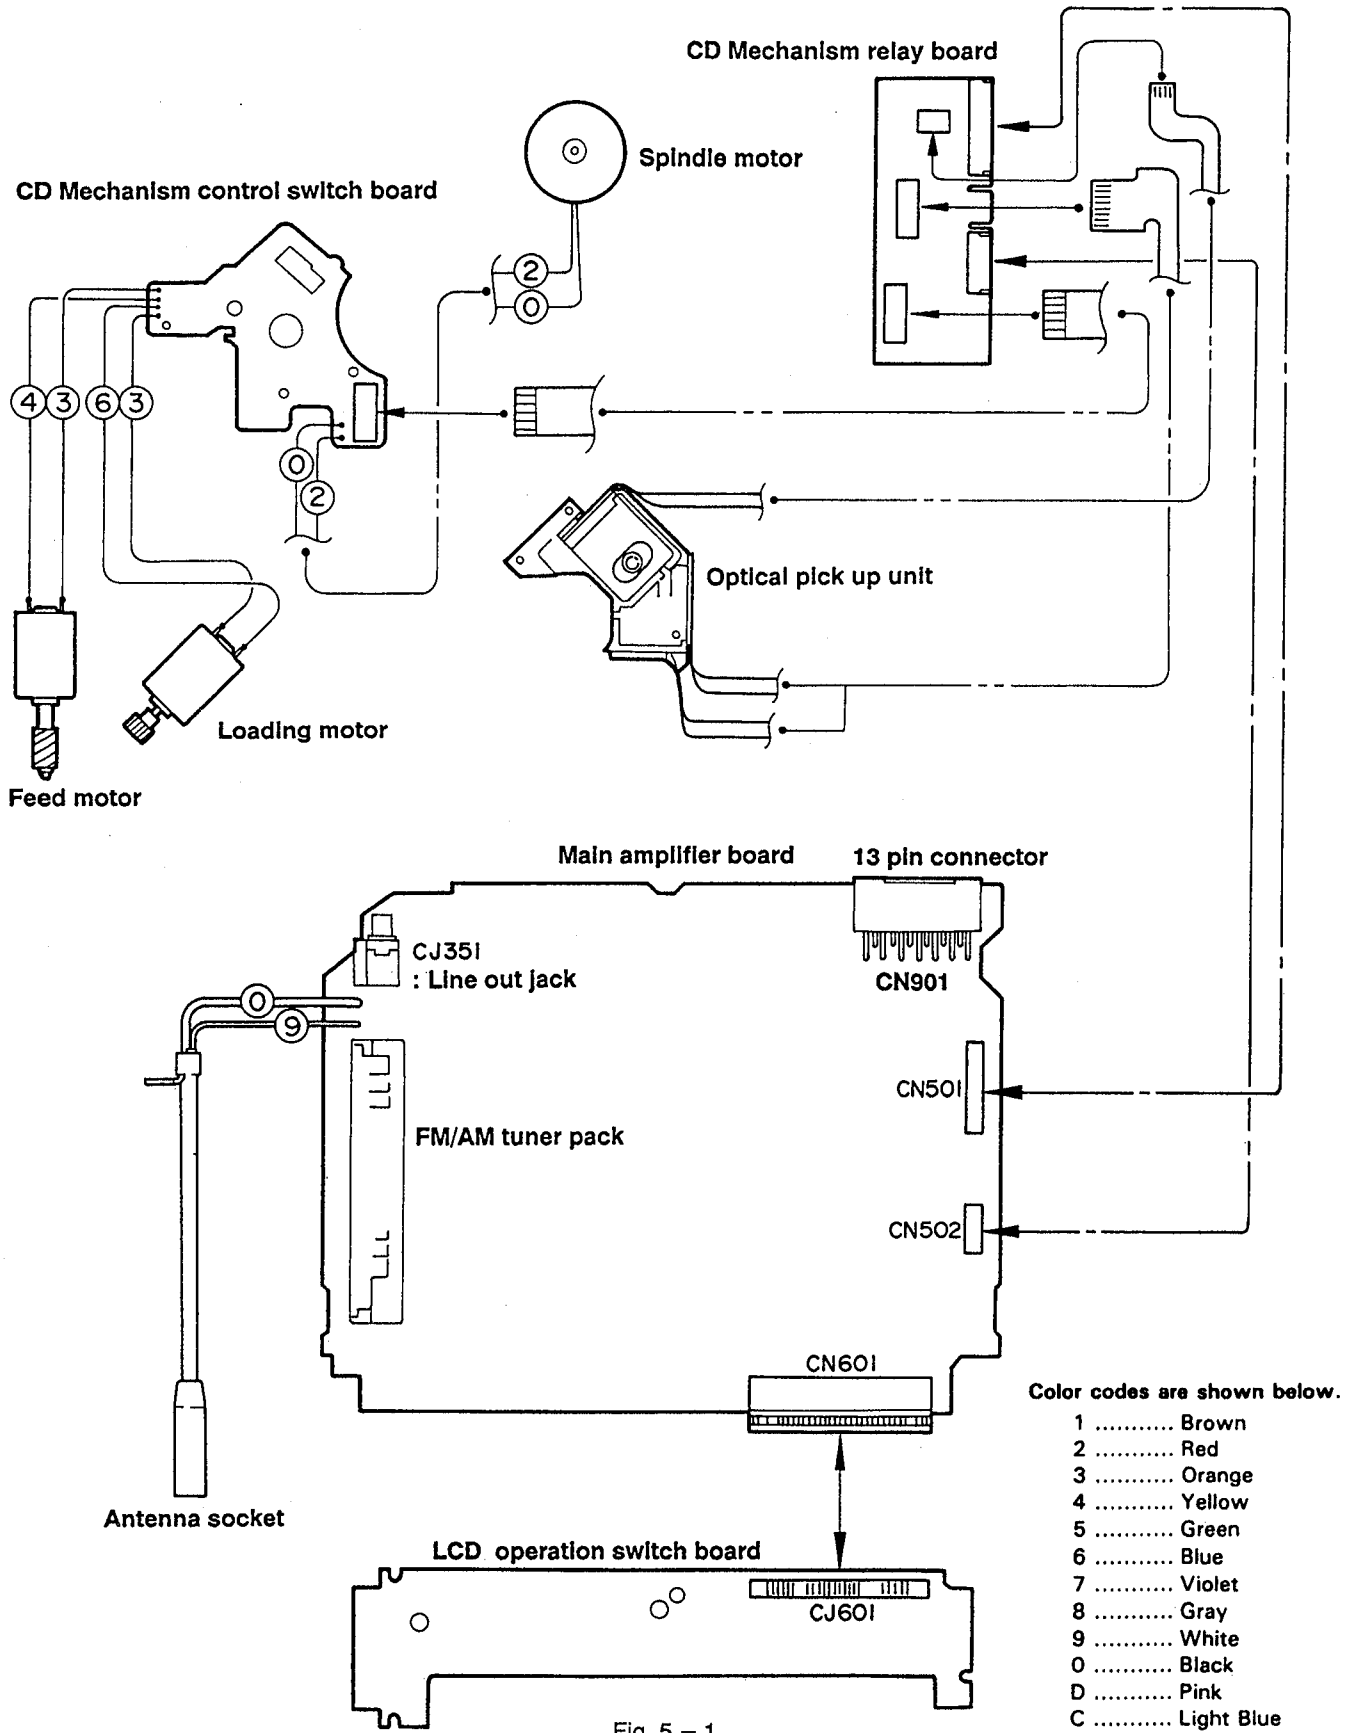 CD Mechanism relay board
Spindle motor
CD Mechanism control switch board
2
0
4
3
6
3
0
2
Optical pick up unit
Loading motor
Feed motor
Main amplifier board
13 pin connector
CJ351
: Line out jack
CN901
0
9
CN501
FM/AM tuner pack
CN502
CN601
Antenna socket
LCD operation switch board
CJ601
Color codes are shown below.
1 ........... Brown
2 ........... Red
3 ........... Orange
4 ........... Yellow
5 ........... Green
6 ........... Blue
7 ........... Violet
8 ........... Gray
9 ........... White
0 ........... Black
D ........... Pink
C ........... Light Blue
Fig. 5 – 1